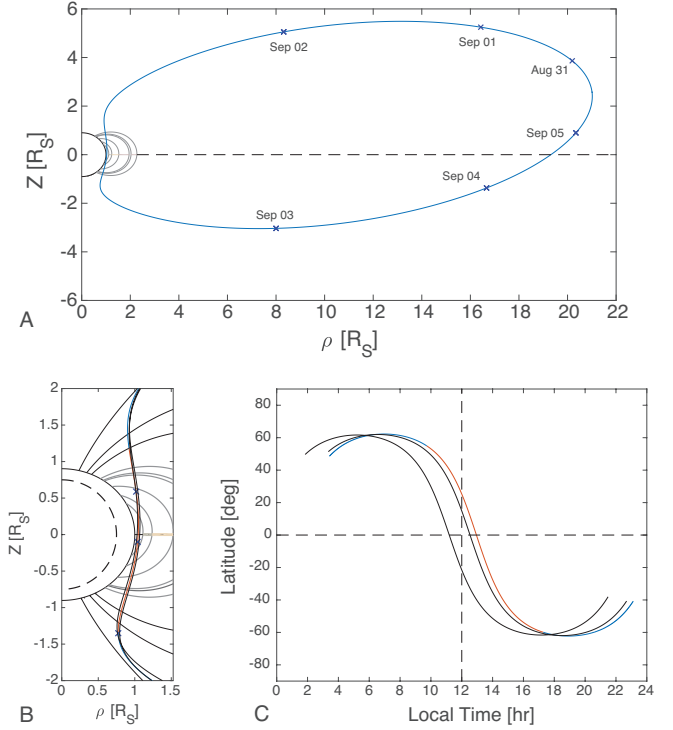 6
4
2
0
-2
-4
-6
Z [R_S]
Sep 02
Sep 01
Aug 31
Sep 05
Sep 04
Sep 03
0 2 4 6 8 10 12 14 16 18 20 22
ρ [R_S]
A
2
1.5
1
0.5
0
-0.5
-1
-1.5
-2
Z [R_S]
0 0.5 1 1.5
ρ [R_S]
B
80
60
40
20
0
-20
-40
-60
-80
Latitude [deg]
0 2 4 6 8 10 12 14 16 18 20 22 24
Local Time [hr]
C